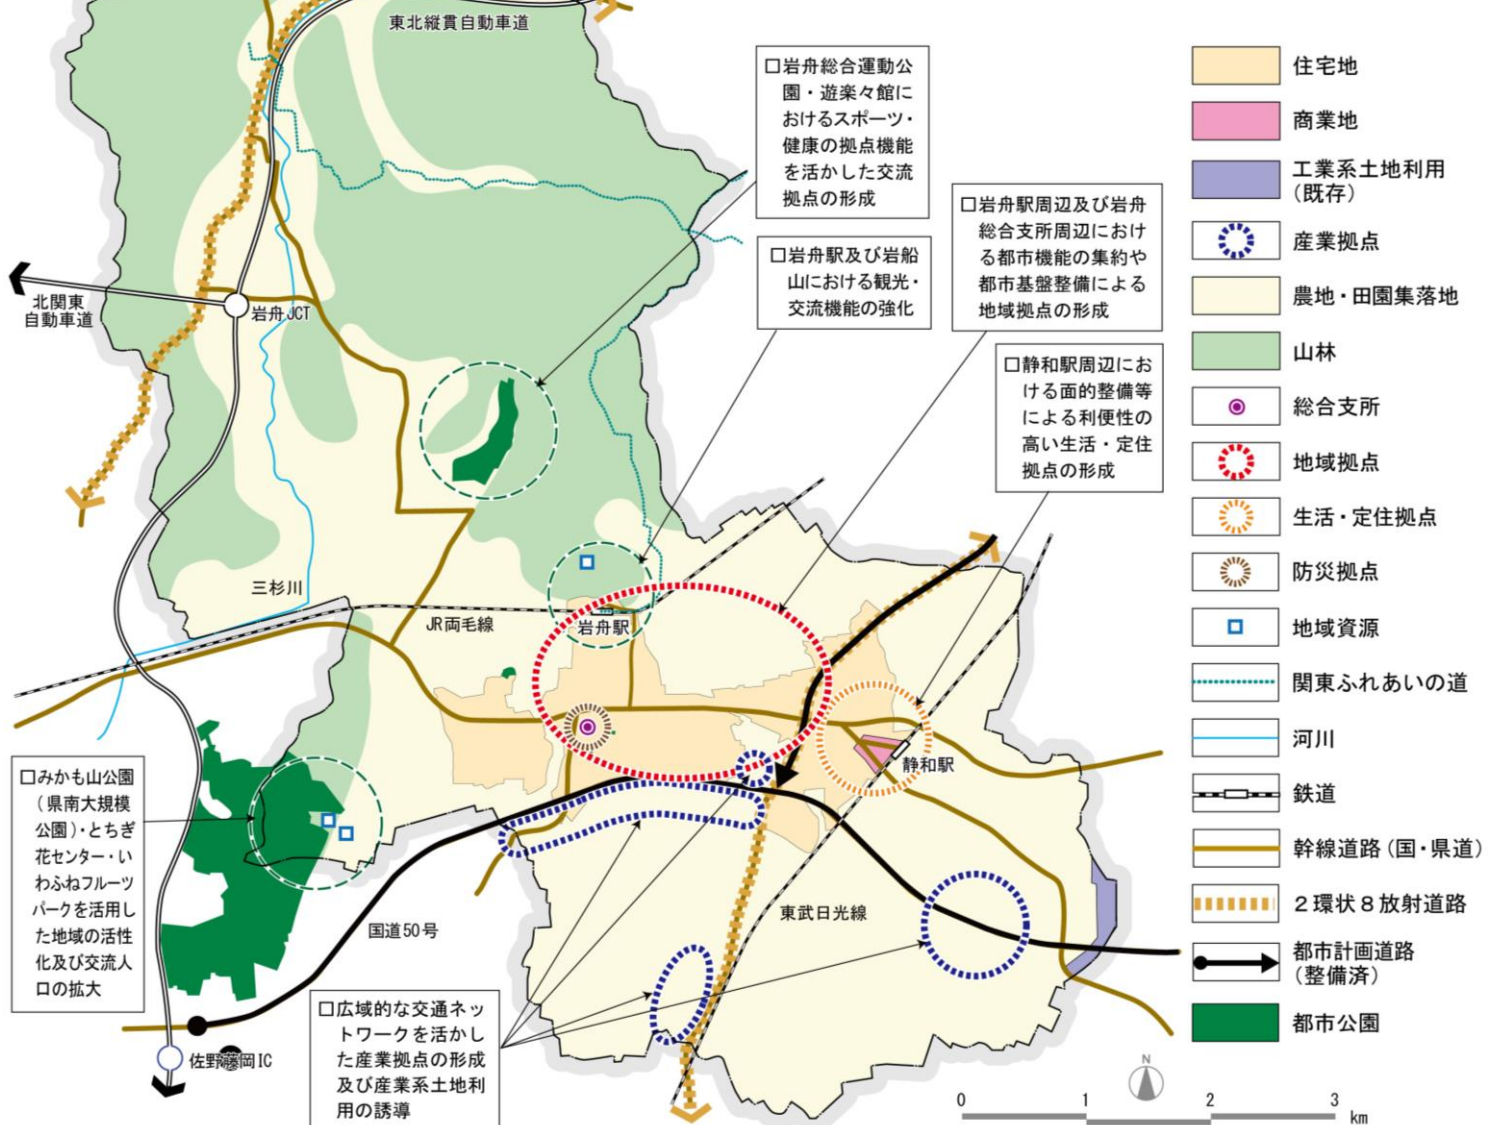 東北縦貫自動車道
□岩舟総合運動公
園・遊楽々館に
おけるスポーツ・
健康の拠点機能
を活かした交流
拠点の形成
□岩舟駅及び岩船
山における観光・
交流機能の強化
□岩舟駅周辺及び岩舟
総合支所周辺におけ
る都市機能の集約や
都市基盤整備による
地域拠点の形成
□静和駅周辺にお
ける面的整備等
による利便性の
高い生活・定住
拠点の形成
北関東
自動車道
岩舟JCT
三杉川
JR両毛線
岩舟駅
静和駅
□みかも山公園
(県南大規模
公園)・とちぎ
花センター・い
わふねフルーツ
パークを活用し
た地域の活性
化及び交流人
口の拡大
国道50号
東武日光線
佐野藤岡IC
□広域的な交通ネッ
トワークを活かし
た産業拠点の形成
及び産業系土地利
用の誘導
住宅地
商業地
工業系土地利用
(既存)
産業拠点
農地・田園集落地
山林
総合支所
地域拠点
生活・定住拠点
防災拠点
地域資源
関東ふれあいの道
河川
鉄道
幹線道路(国・県道)
2環状8放射道路
都市計画道路
(整備済)
都市公園
N
0 1 2 3
km